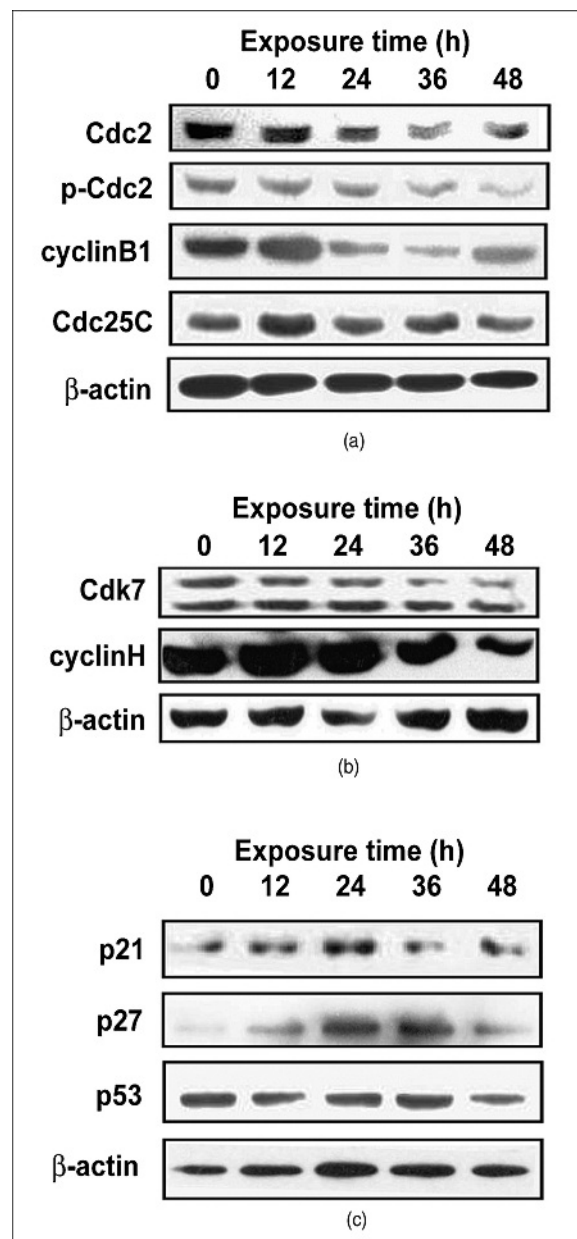 Exposure time (h)
0 12 24 36 48
Cdc2
p-Cdc2
cyclinB1
Cdc25C
β-actin
(a)
Exposure time (h)
0 12 24 36 48
Cdk7
cyclinH
β-actin
(b)
Exposure time (h)
0 12 24 36 48
p21
p27
p53
β-actin
(c)